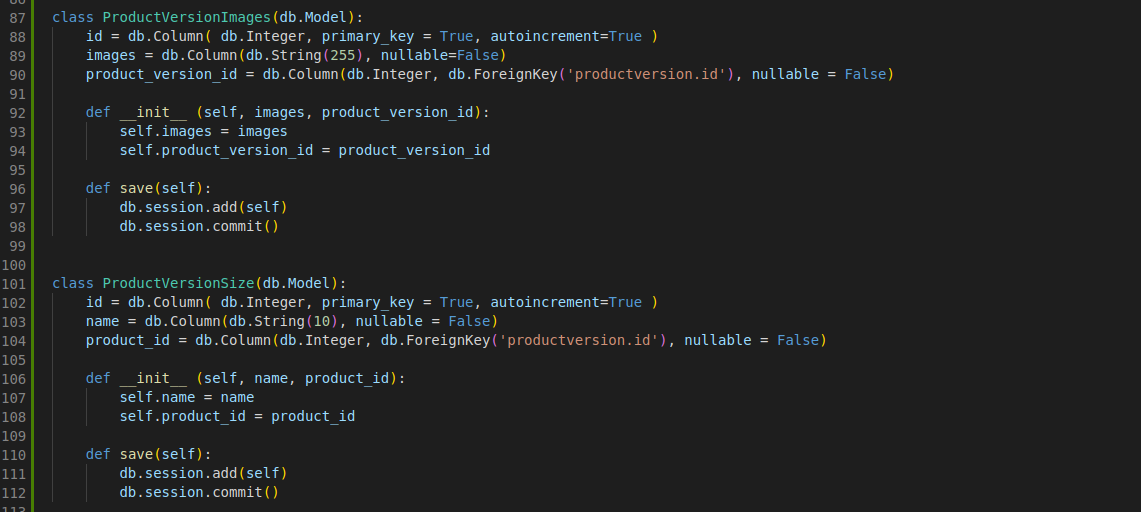 87 class ProductVersionImages(db.Model):
88     id = db.Column( db.Integer, primary_key = True, autoincrement=True )
89     images = db.Column(db.String(255), nullable=False)
90     product_version_id = db.Column(db.Integer, db.ForeignKey('productversion.id'), nullable = False)
91
92     def __init__ (self, images, product_version_id):
93         self.images = images
94         self.product_version_id = product_version_id
95
96     def save(self):
97         db.session.add(self)
98         db.session.commit()
99
100
101 class ProductVersionSize(db.Model):
102     id = db.Column( db.Integer, primary_key = True, autoincrement=True )
103     name = db.Column(db.String(10), nullable = False)
104     product_id = db.Column(db.Integer, db.ForeignKey('productversion.id'), nullable = False)
105
106     def __init__ (self, name, product_id):
107         self.name = name
108         self.product_id = product_id
109
110     def save(self):
111         db.session.add(self)
112         db.session.commit()